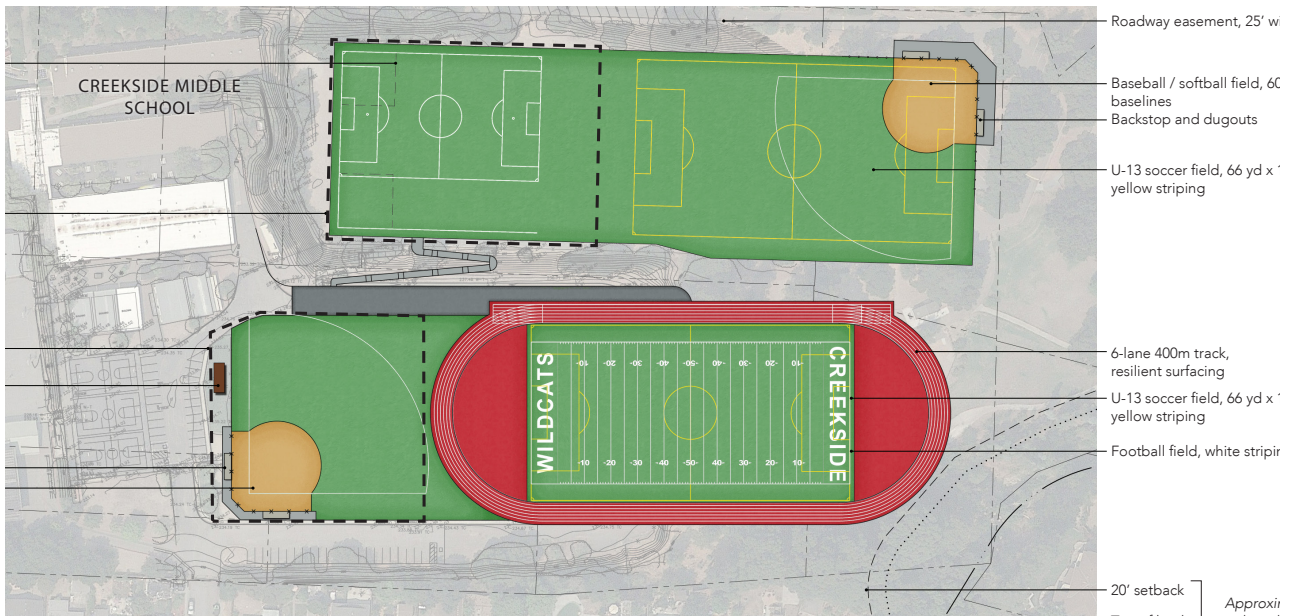 Roadway easement, 25'
CREEKSIDE MIDDLE
SCHOOL
Baseball / softball field,
baselines
Backstop and dugouts
U-13 soccer field, 66 yd x
yellow striping
6-lane 400m track,
resilient surfacing
U-13 soccer field, 66 yd x
yellow striping
Football field, white
WILDCATS
CREEKSIDE
-10 -20 -30 -40 -50 -40 -30 20- 10-
-10 -20 -30 -40 -50- 40- 30- 20- 10-
20' setback